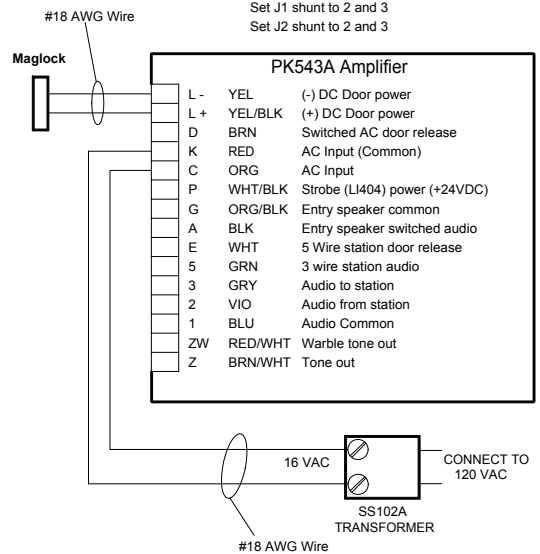 Set J1 shunt to 2 and 3
Set J2 shunt to 2 and 3
#18 AWG Wire
Maglock
PK543A Amplifier
L - YEL (-) DC Door power
L + YEL/BLK (+) DC Door power
D BRN Switched AC door release
K RED AC Input (Common)
C ORG AC Input
P WHT/BLK Strobe (LI404) power (+24VDC)
G ORG/BLK Entry speaker common
A BLK Entry speaker switched audio
E WHT 5 Wire station door release
5 GRN 3 wire station audio
3 GRY Audio to station
2 VIO Audio from station
1 BLU Audio Common
ZW RED/WHT Warble tone out
Z BRN/WHT Tone out
16 VAC
CONNECT TO
120 VAC
SS102A
TRANSFORMER
#18 AWG Wire